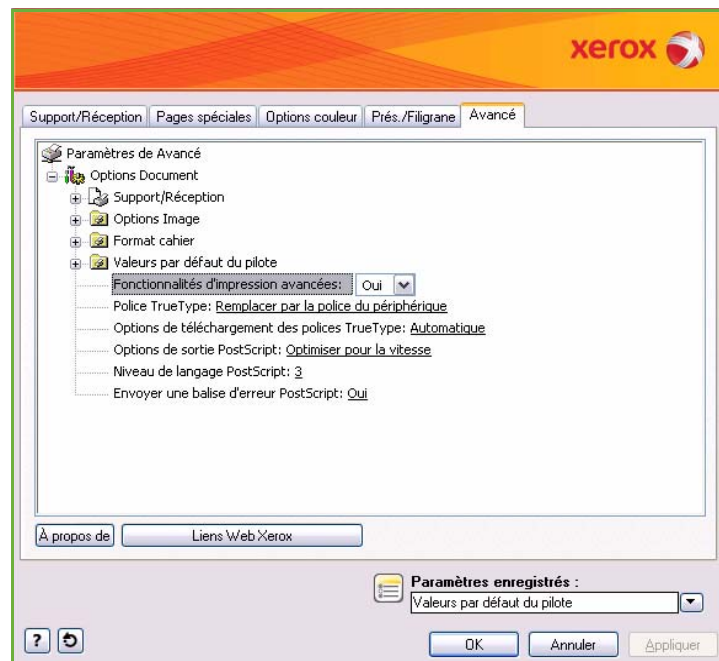 xerox
Support/Réception Pages spéciales Options couleur Prés./Filigrane Avancé
Paramètres de Avancé
Options Document
Support/Réception
Options Image
Format cahier
Valeurs par défaut du pilote
Fonctionnalités d'impression avancées: Oui
Police TrueType: Remplacer par la police du périphérique
Options de téléchargement des polices TrueType: Automatique
Options de sortie PostScript: Optimiser pour la vitesse
Niveau de langage PostScript: 3
Envoyer une balise d'erreur PostScript: Oui
À propos de Liens Web Xerox
Paramètres enregistrés :
Valeurs par défaut du pilote
? OK Annuler Appliquer